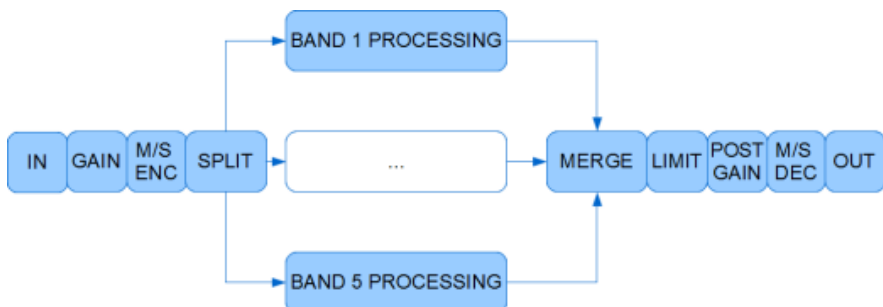 BAND 1 PROCESSING
IN
GAIN
M/S
ENC
SPLIT
...
MERGE
LIMIT
POST
GAIN
M/S
DEC
OUT
BAND 5 PROCESSING